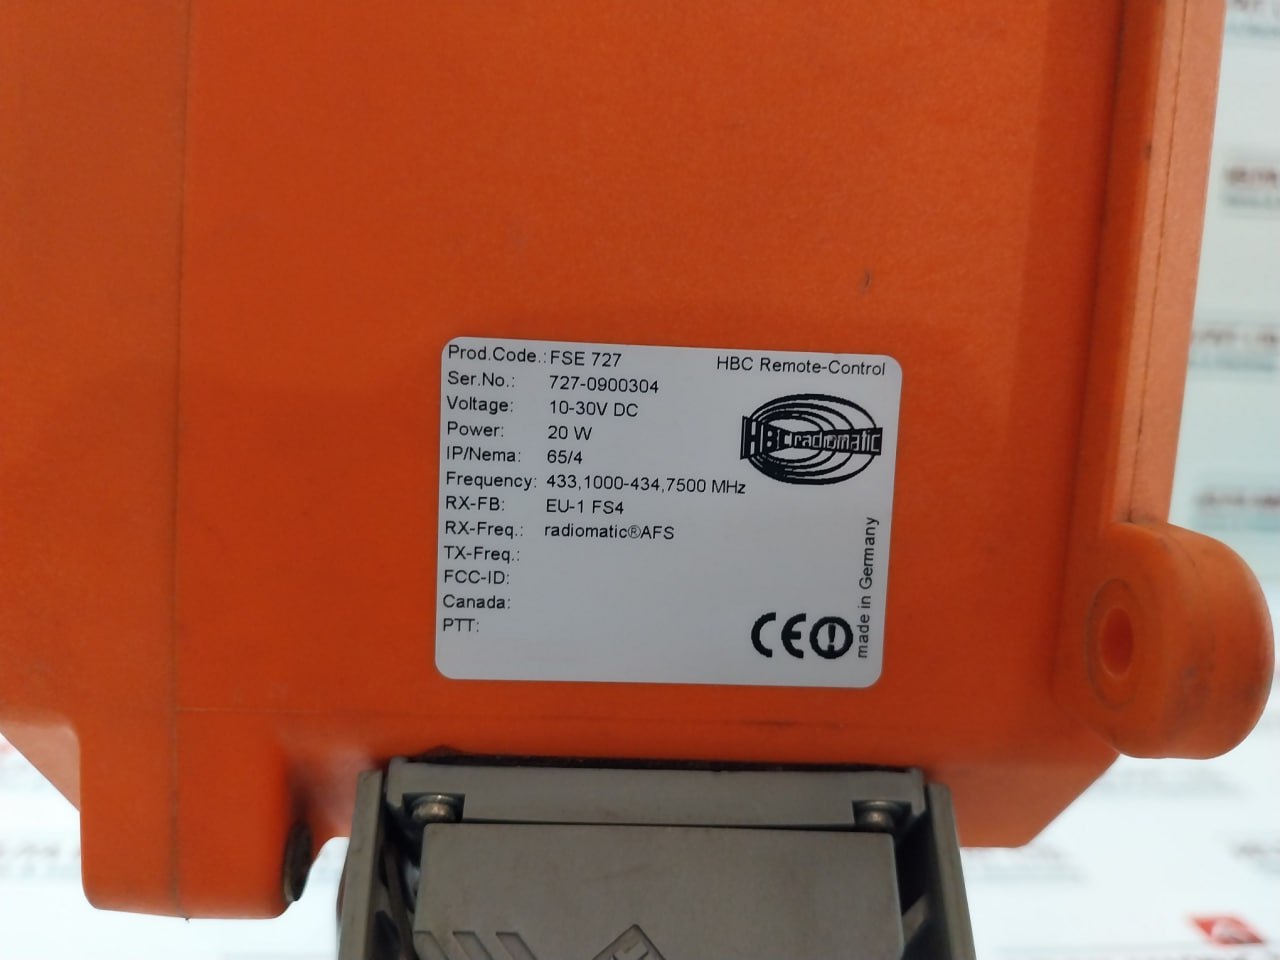 Prod.Code.: FSE 727
HBC Remote-Control
Ser.No.: 727-0900304
Voltage: 10-30V DC
Power: 20 W
HBC radiomatic
IP/Nema: 65/4
Frequency: 433,1000-434,7500 MHz
RX-FB: EU-1 FS4
RX-Freq.: radiomatic®AFS
TX-Freq.:
FCC-ID:
Canada:
PTT:
CE
made in Germany